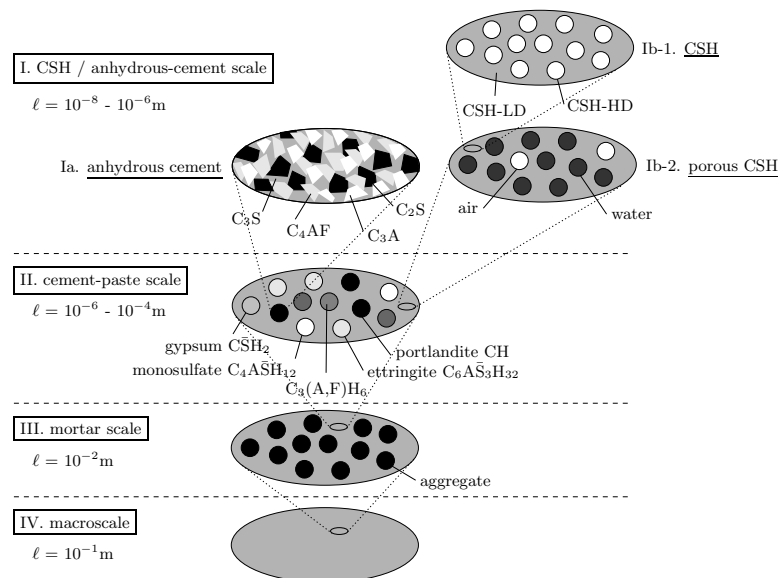 Ib-1. CSH
I. CSH / anhydrous-cement scale
ℓ = 10⁻⁸ - 10⁻⁶m
CSH-LD
CSH-HD
Ia. anhydrous cement
Ib-2. porous CSH
air
water
C₃S
C₂S
C₄AF
C₃A
II. cement-paste scale
ℓ = 10⁻⁶ - 10⁻⁴m
gypsum CS̄H₂
portlandite CH
monosulfate C₄AS̄H₁₂
ettringite C₆AS̄₃H₃₂
C₃(A,F)H₆
III. mortar scale
ℓ = 10⁻²m
aggregate
IV. macroscale
ℓ = 10⁻¹m